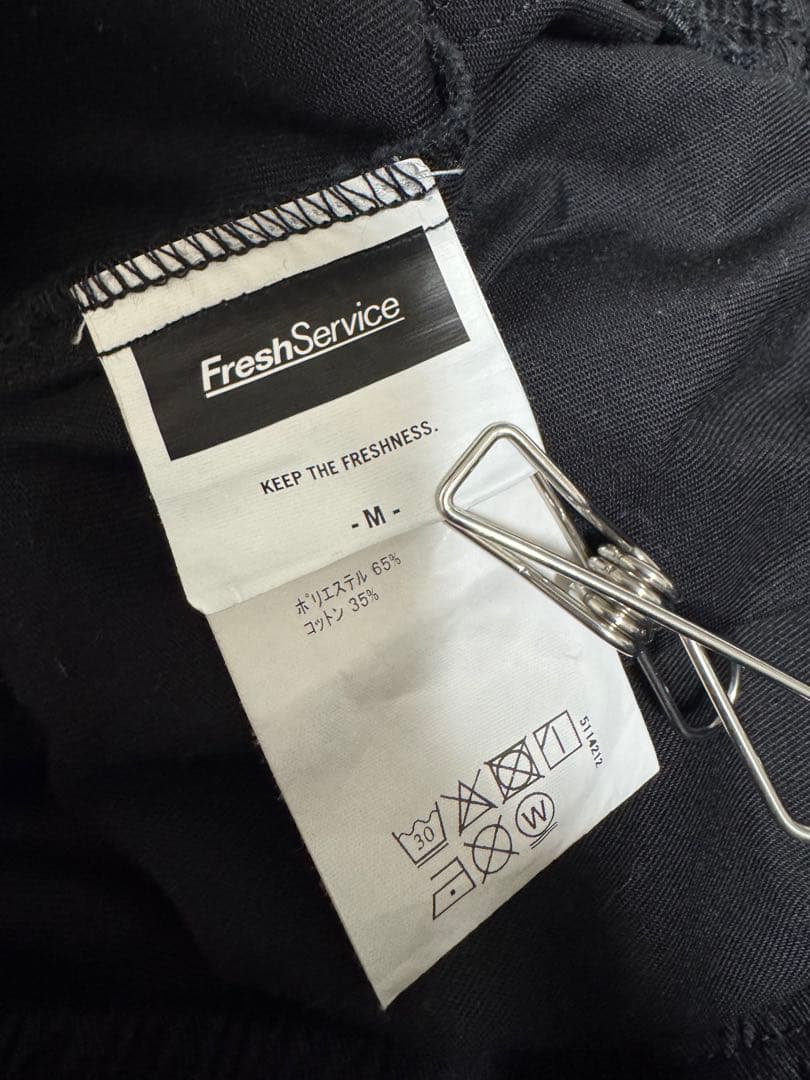 FreshService
KEEP THE FRESHNESS.
- M -
ポリエステル 65%
コットン 35%
5114212
30
W